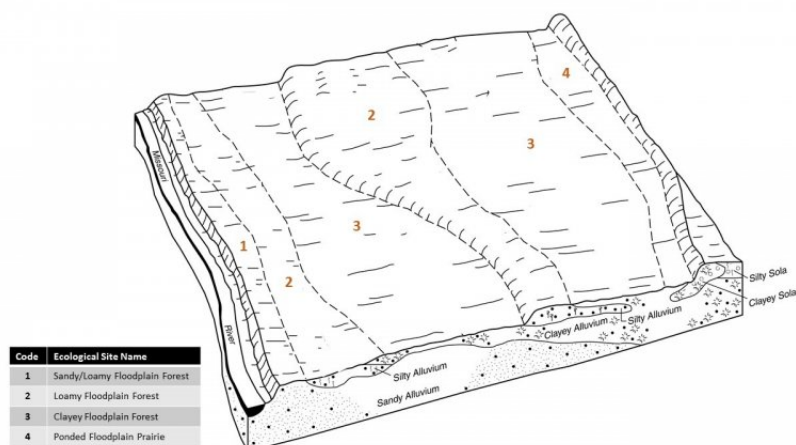 2
4
3
Missouri
3
1
2
River
Silty Sola
Clayey Sola
Silty Alluvium
Clayey Alluvium
Silty Alluvium
Sandy Alluvium
Code Ecological Site Name
1 Sandy/Loamy Floodplain Forest
2 Loamy Floodplain Forest
3 Clayey Floodplain Forest
4 Ponded Floodplain Prairie